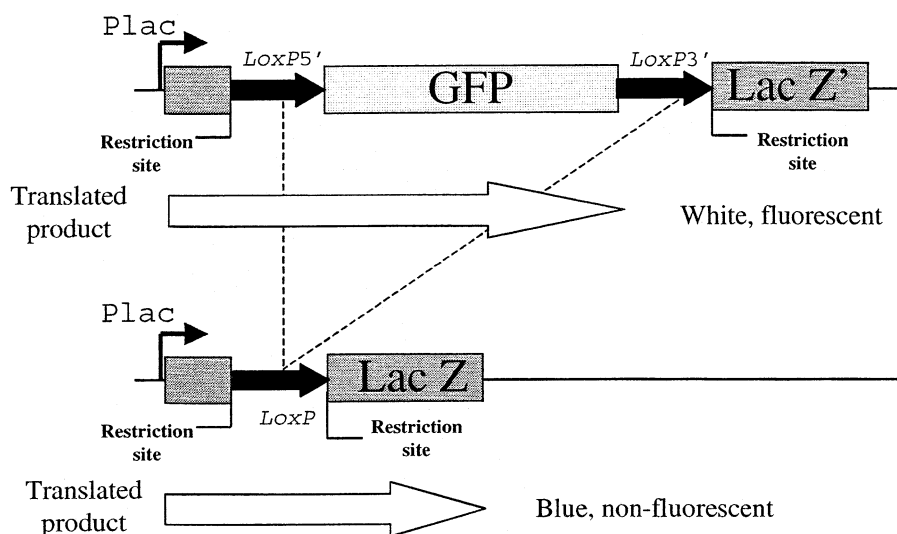 Plac
LoxP5'
LoxP3'
GFP
Lac Z'
Restriction
site
Restriction
site
Translated
product
White, fluorescent
Plac
Lac Z
LoxP
Restriction
site
Restriction
site
Translated
product
Blue, non-fluorescent